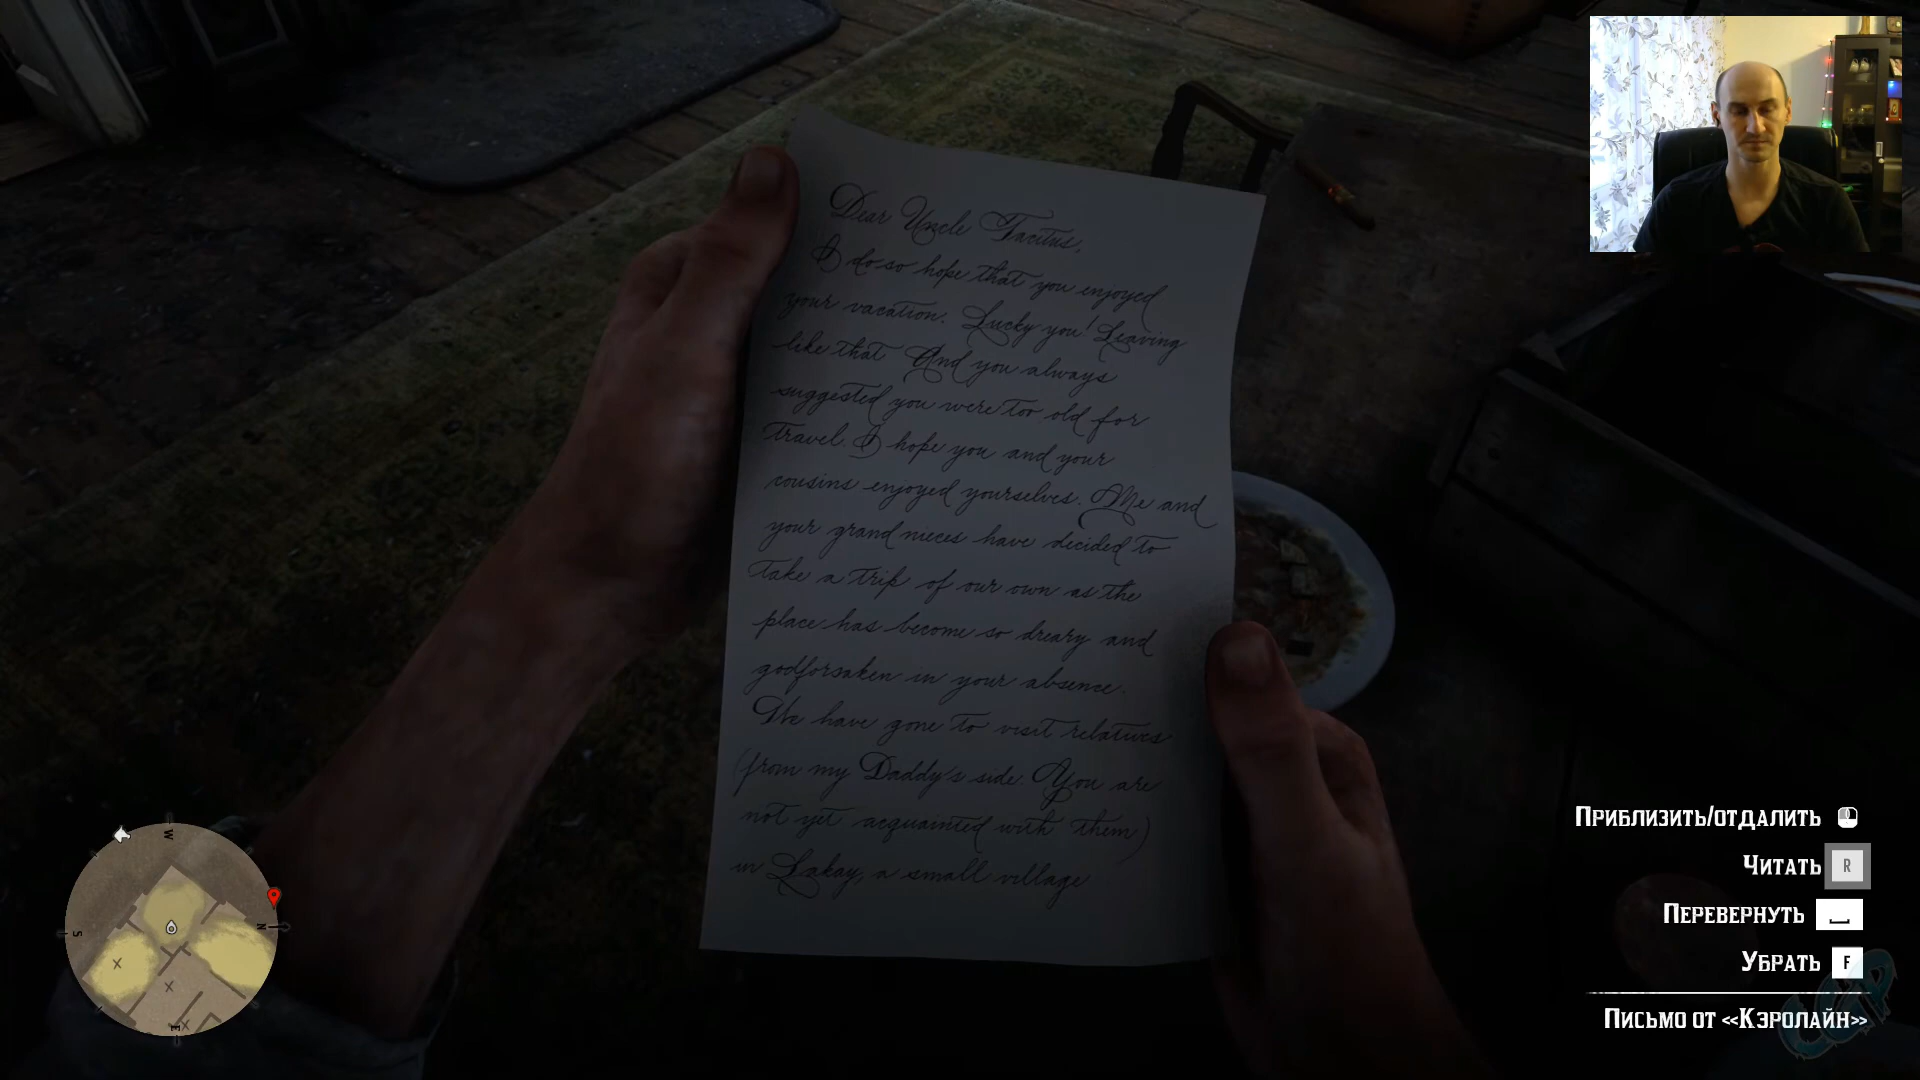 Dear Uncle Tacitus,
I do so hope that you enjoyed
your vacation. Lucky you! Leaving
like that And you always
suggested you were too old for
travel. I hope you and your
cousins enjoyed yourselves. Me and
your grand nieces have decided to
take a trip of our own as the
place has become so dreary and
godforsaken in your absence.
We have gone to visit relatives
(from my Daddy's side. You are
not yet acquainted with them)
in Lakay, a small village
Приблизить/отдалить
Читать R
Перевернуть
Убрать F
Письмо от «Кэролайн»
W
N
S
E